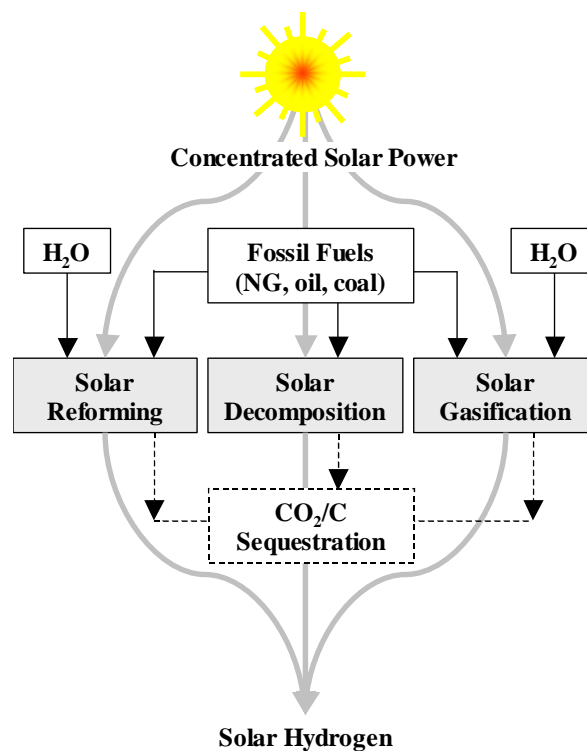 Concentrated Solar Power
H₂O
Fossil Fuels
(NG, oil, coal)
H₂O
Solar
Reforming
Solar
Decomposition
Solar
Gasification
CO₂/C
Sequestration
Solar Hydrogen